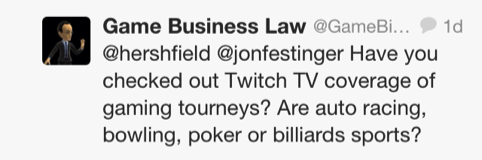 Game Business Law @GameBi... 1d
@hershfield @jonfestinger Have you
checked out Twitch TV coverage of
gaming tourneys? Are auto racing,
bowling, poker or billiards sports?